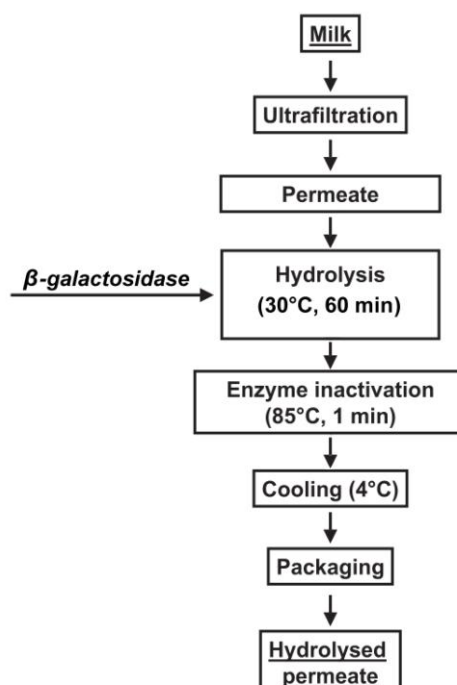 Milk
Ultrafiltration
Permeate
β-galactosidase
Hydrolysis
(30°C, 60 min)
Enzyme inactivation
(85°C, 1 min)
Cooling (4°C)
Packaging
Hydrolysed
permeate